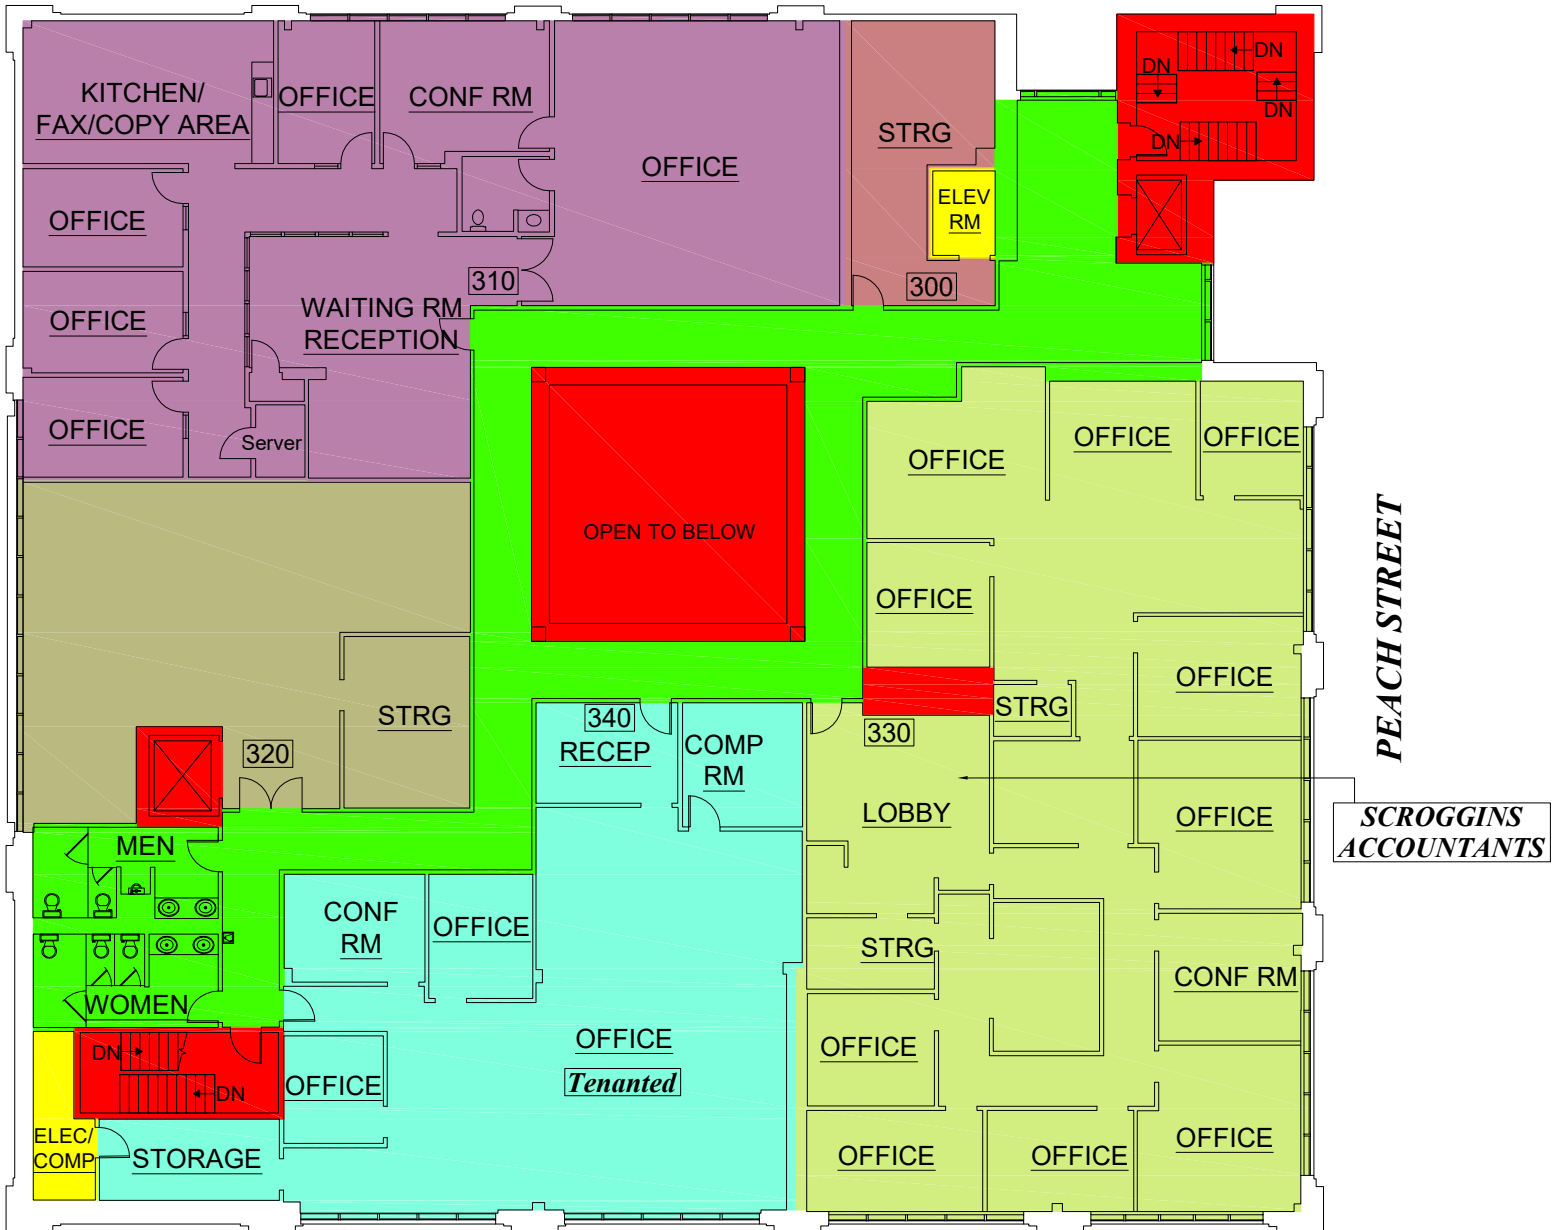 KITCHEN/
FAX/COPY AREA
OFFICE
CONF RM
OFFICE
STRG
ELEV
RM
DN
DN
DN
DN
OFFICE
OFFICE
OFFICE
310
WAITING RM
RECEPTION
Server
300
OPEN TO BELOW
OFFICE
OFFICE
OFFICE
OFFICE
OFFICE
STRG
PEACH STREET
STRG
320
340
RECEP
COMP
RM
330
LOBBY
OFFICE
SCROGGINS
ACCOUNTANTS
MEN
WOMEN
CONF
RM
OFFICE
STRG
CONF RM
OFFICE
Tenanted
OFFICE
OFFICE
DN
DN
ELEC/
COMP
STORAGE
OFFICE
OFFICE
OFFICE